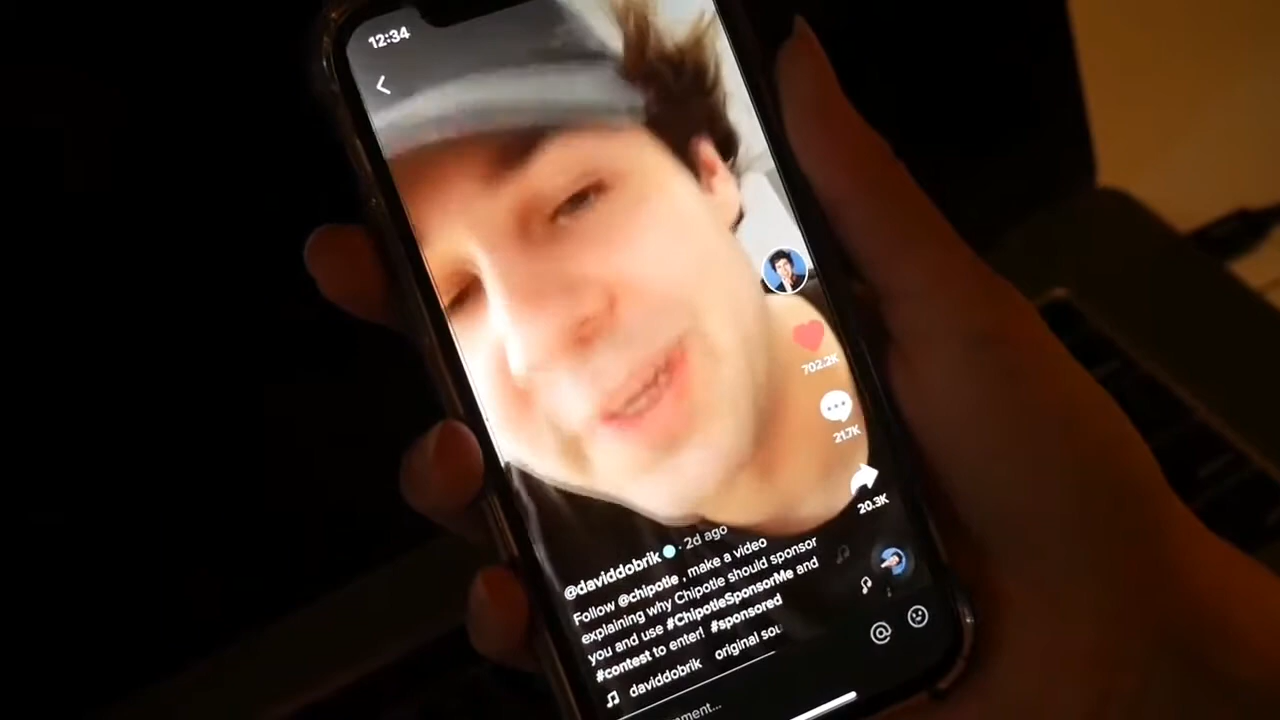 12:34
702.2K
21.7K
20.3K
@daviddobrik · 2d ago
Follow @chipotle , make a video
explaining why Chipotle should sponsor
you and use #ChipotleSponsorMe and
#contest to enter! #sponsored
daviddobrik original sou
ment...